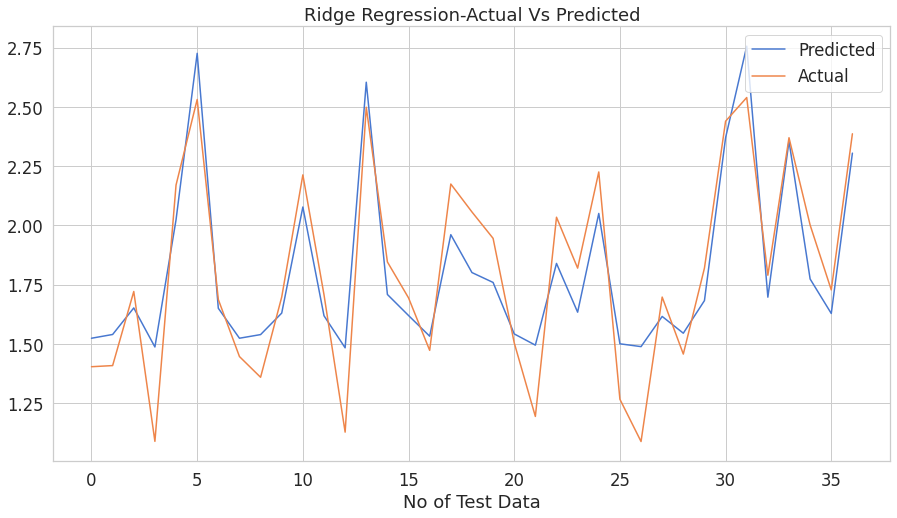 Ridge Regression-Actual Vs Predicted
2.75
2.50
2.25
2.00
1.75
1.50
1.25
Predicted
Actual
0 5 10 15 20 25 30 35
No of Test Data